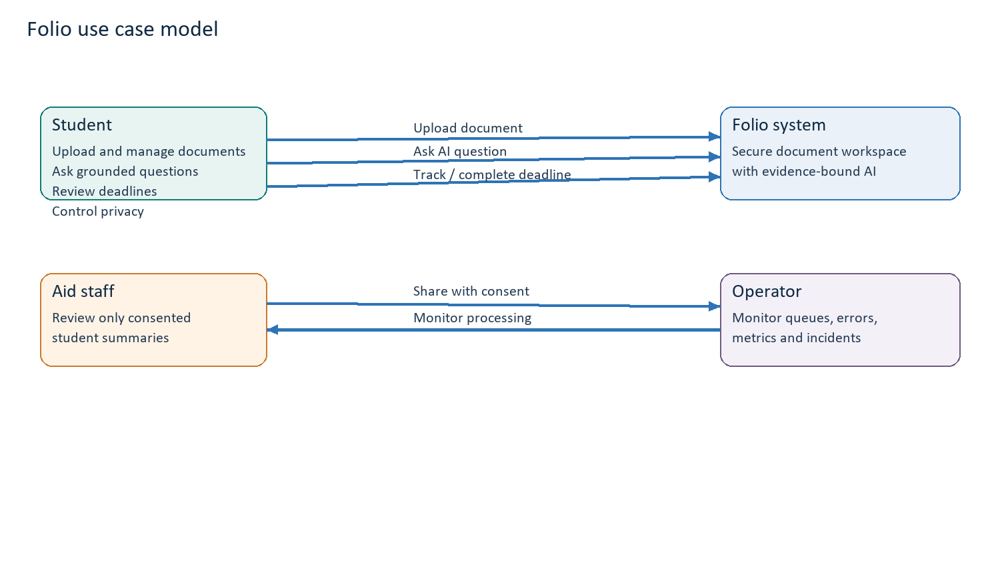 Folio use case model
Student
Upload and manage documents
Ask grounded questions
Review deadlines
Control privacy
Upload document
Ask AI question
Track / complete deadline
Folio system
Secure document workspace
with evidence-bound AI
Aid staff
Review only consented
student summaries
Share with consent
Monitor processing
Operator
Monitor queues, errors,
metrics and incidents